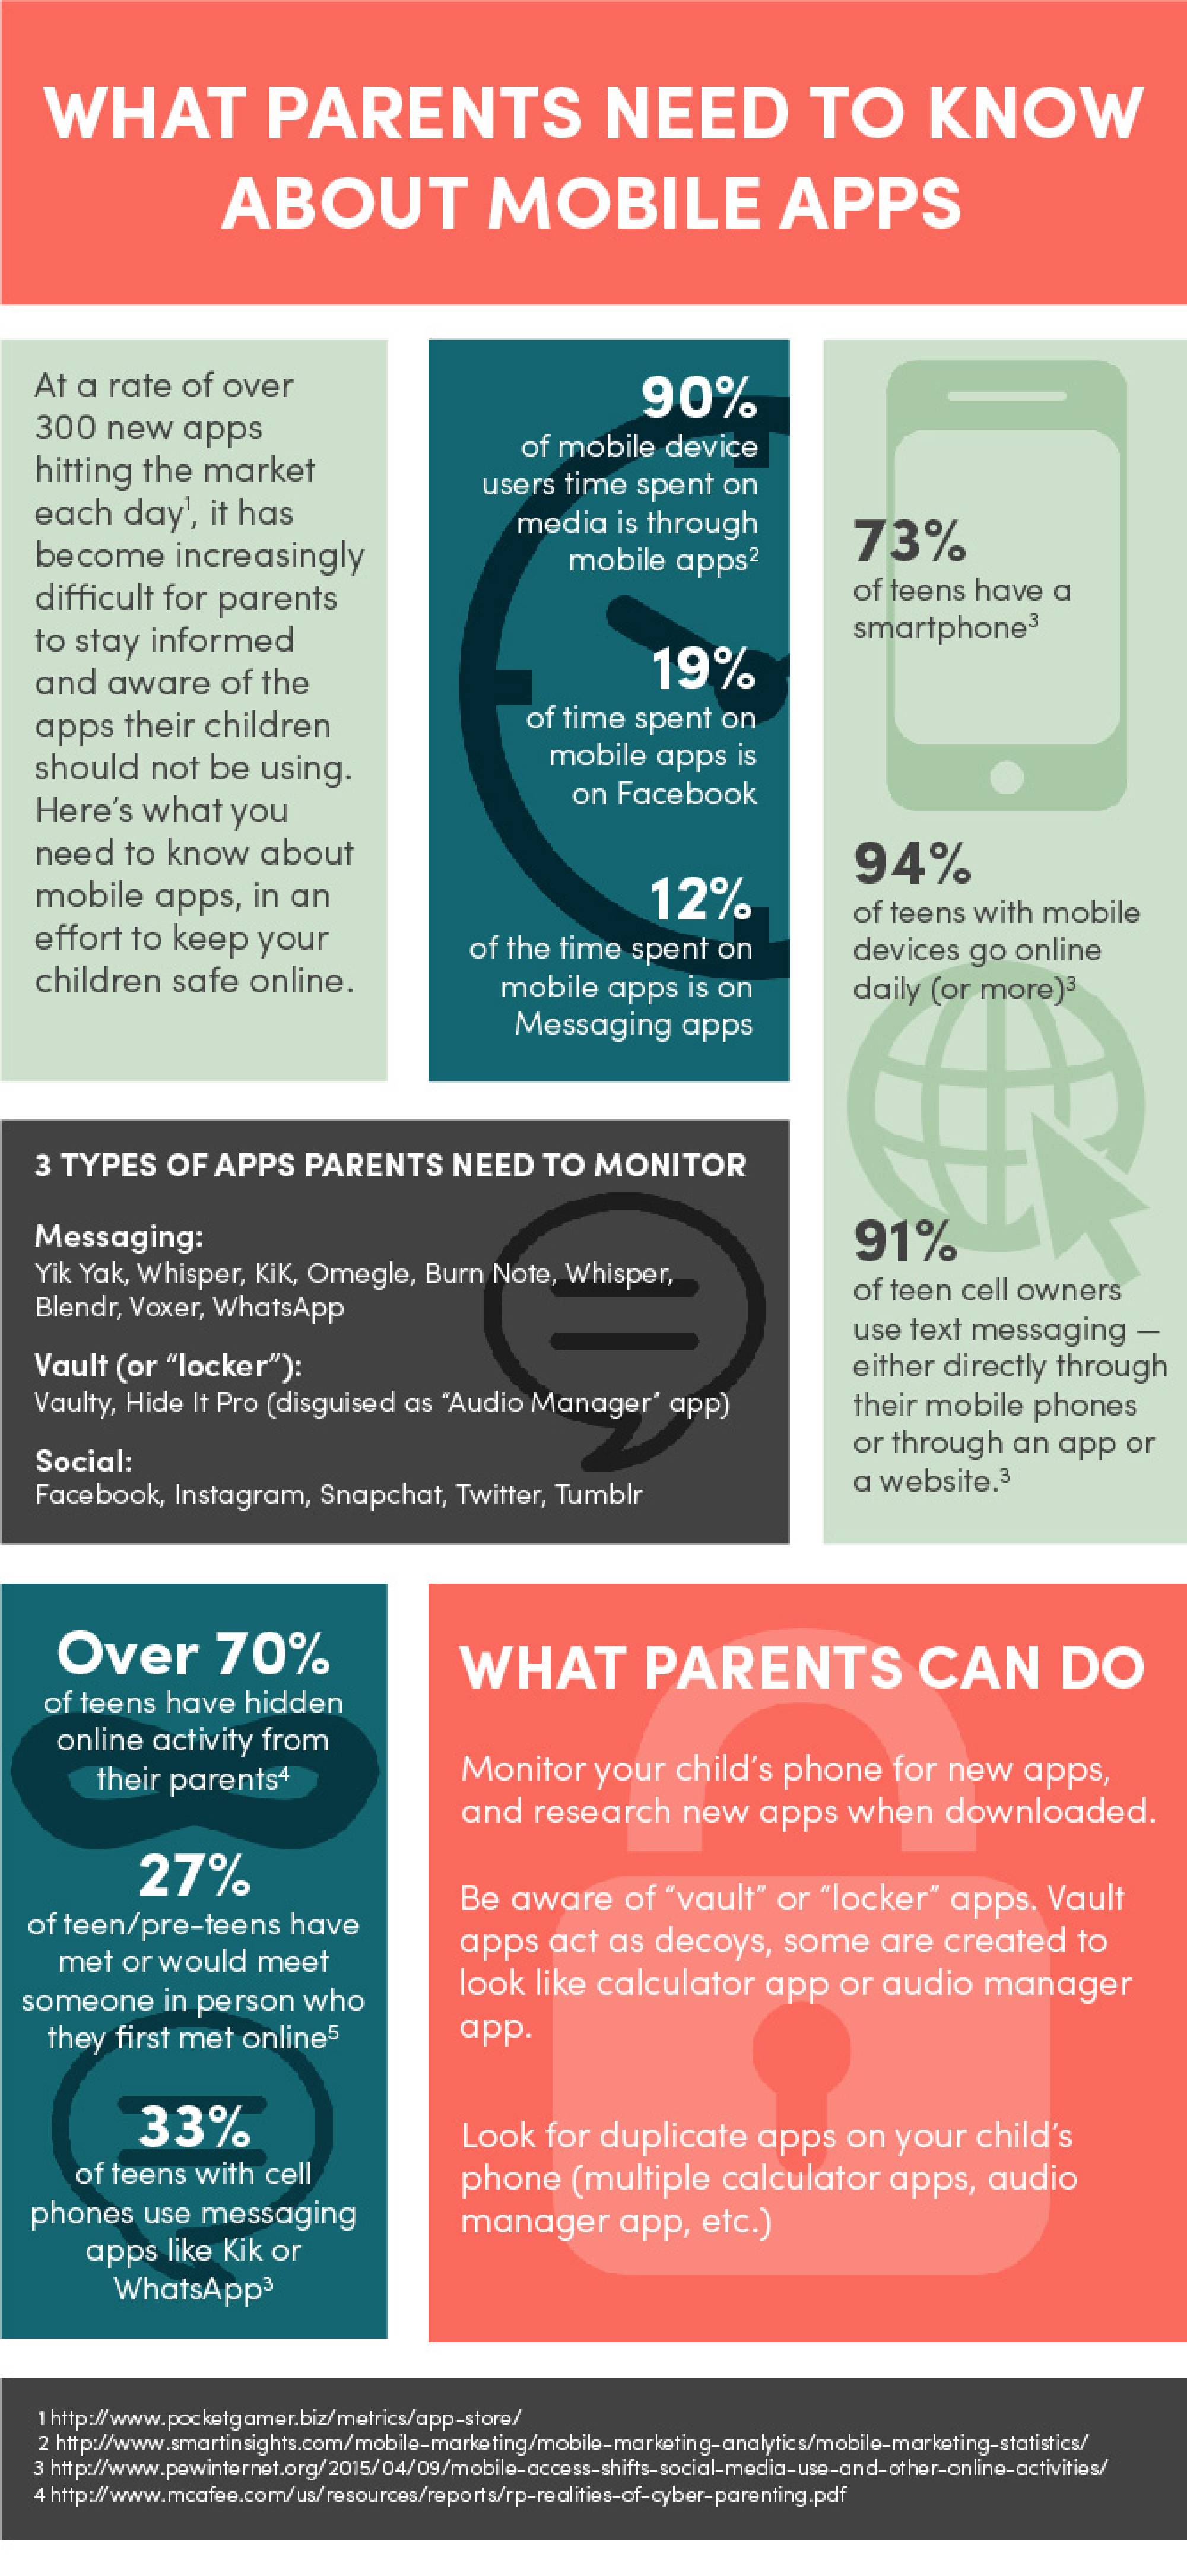 WHAT PARENTS NEED TO KNOW
ABOUT MOBILE APPS
At a rate of over
300 new apps
hitting the market
each day¹, it has
become increasingly
difficult for parents
to stay informed
and aware of the
apps their children
should not be using.
Here's what you
need to know about
mobile apps, in an
effort to keep your
children safe online.
90%
of mobile device
users time spent on
media is through
mobile apps²
19%
of time spent on
mobile apps is
on Facebook
12%
of the time spent on
mobile apps is on
Messaging apps
73%
of teens have a
smartphone³
94%
of teens with mobile
devices go online
daily (or more)³
91%
of teen cell owners
use text messaging —
either directly through
their mobile phones
or through an app or
a website.³
3 TYPES OF APPS PARENTS NEED TO MONITOR
Messaging:
Yik Yak, Whisper, KiK, Omegle, Burn Note, Whisper,
Blendr, Voxer, WhatsApp
Vault (or “locker”):
Vaulty, Hide It Pro (disguised as “Audio Manager' app)
Social:
Facebook, Instagram, Snapchat, Twitter, Tumblr
Over 70%
of teens have hidden
online activity from
their parents⁴
27%
of teen/pre-teens have
met or would meet
someone in person who
they first met online⁵
33%
of teens with cell
phones use messaging
apps like Kik or
WhatsApp³
WHAT PARENTS CAN DO
Monitor your child's phone for new apps,
and research new apps when downloaded.
Be aware of “vault” or “locker” apps. Vault
apps act as decoys, some are created to
look like calculator app or audio manager
app.
Look for duplicate apps on your child's
phone (multiple calculator apps, audio
manager app, etc.)
1 http://www.pocketgamer.biz/metrics/app-store/
2 http://www.smartinsights.com/mobile-marketing/mobile-marketing-analytics/mobile-marketing-statistics/
3 http://www.pewinternet.org/2015/04/09/mobile-access-shifts-social-media-use-and-other-online-activities/
4 http://www.mcafee.com/us/resources/reports/rp-realities-of-cyber-parenting.pdf